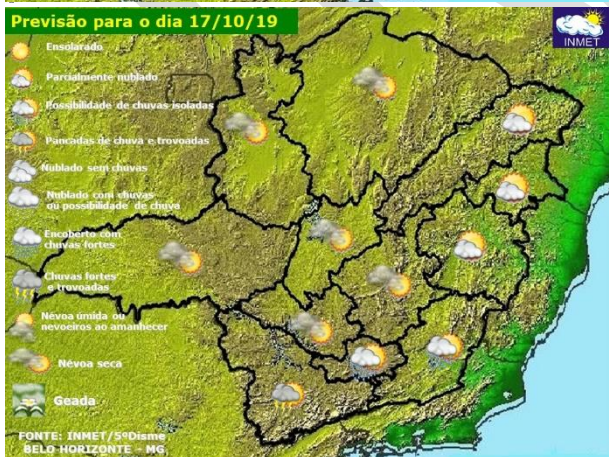 Previsão para o dia 17/10/19
INMET
Ensolarado
Parcialmente nublado
Possibilidade de chuvas isoladas
Pancadas de chuva e trovoadas
Nublado sem chuvas
Nublado com chuvas
ou possibilidade de chuva
Encoberto com
chuvas fortes
Chuvas fortes
e trovoadas
Névoa úmida ou
nevoeiros ao amanhecer
Névoa seca
Geada
FONTE: INMET/5ºDisme
BELO HORIZONTE - MG